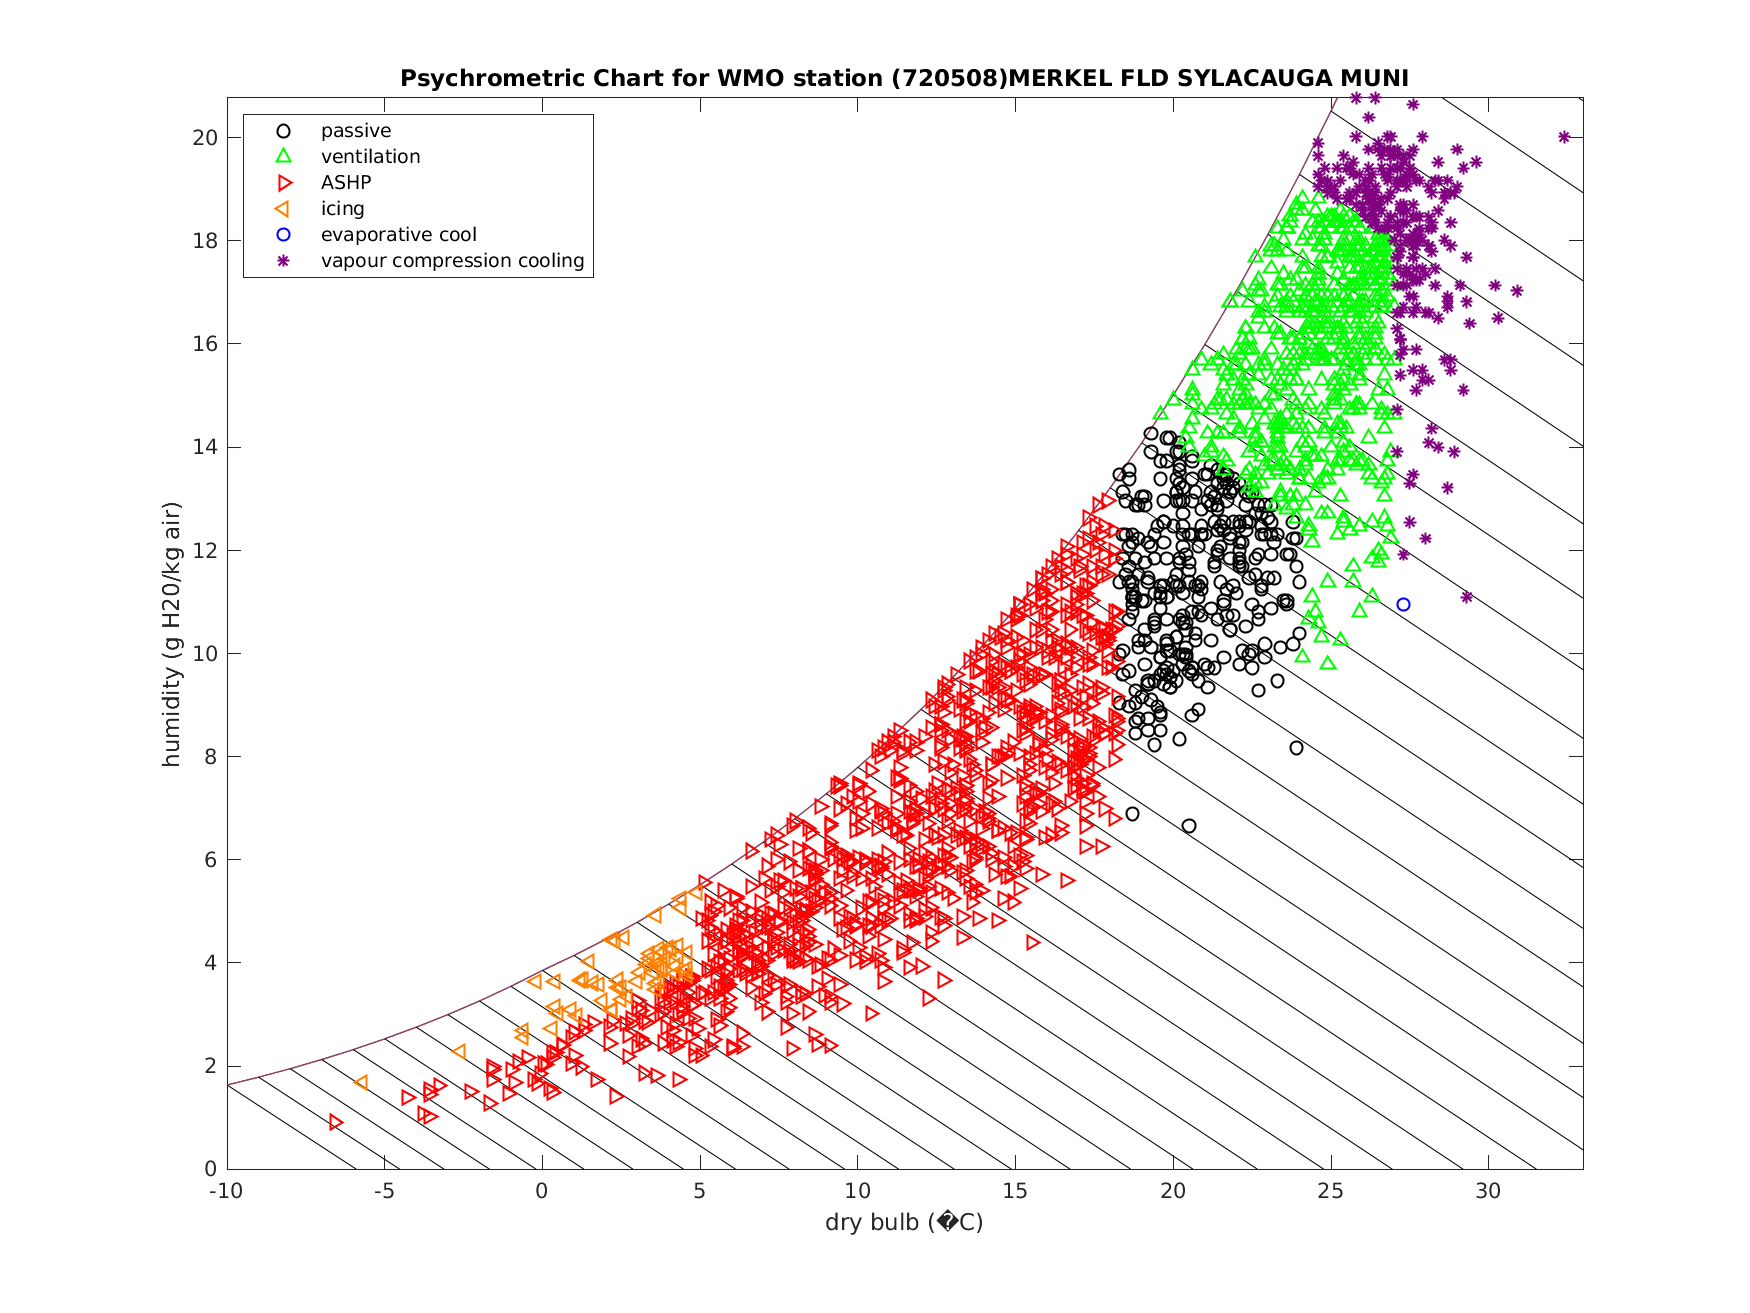 Psychrometric Chart for WMO station (720508)MERKEL FLD SYLACAUGA MUNI
passive
ventilation
ASHP
icing
evaporative cool
vapour compression cooling
humidity (g H20/kg air)
20
18
16
14
12
10
8
6
4
2
0
-10
-5
0
5
10
15
20
25
30
dry bulb (�C)